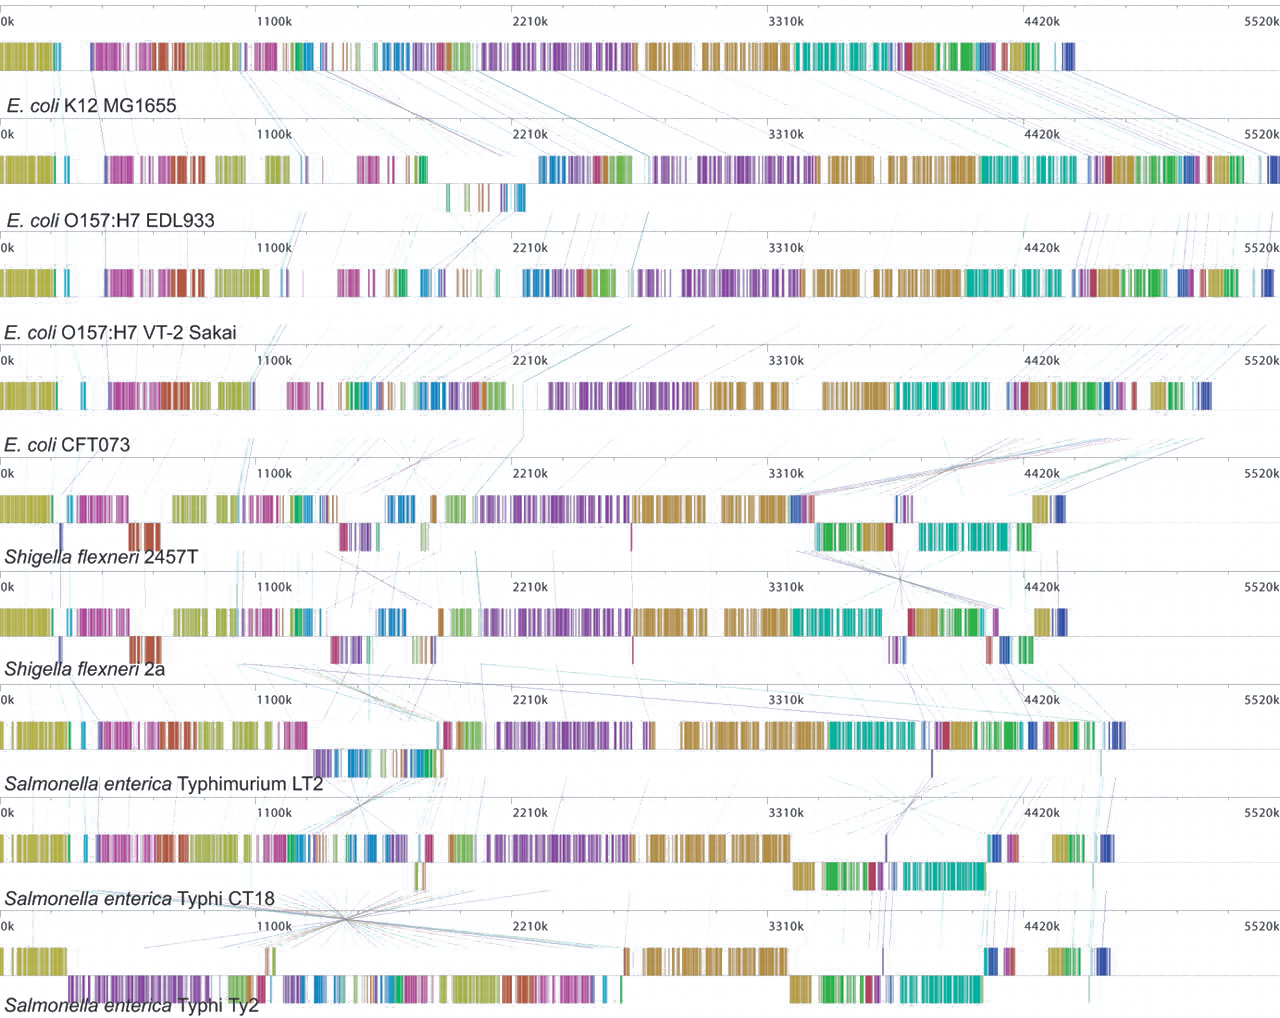 0k 1100k 2210k 3310k 4420k 5520k
E. coli K12 MG1655
0k 1100k 2210k 3310k 4420k 5520k
E. coli O157:H7 EDL933
0k 1100k 2210k 3310k 4420k 5520k
E. coli O157:H7 VT-2 Sakai
0k 1100k 2210k 3310k 4420k 5520k
E. coli CFT073
0k 1100k 2210k 3310k 4420k 5520k
Shigella flexneri 2457T
0k 1100k 2210k 3310k 4420k 5520k
Shigella flexneri 2a
0k 1100k 2210k 3310k 4420k 5520k
Salmonella enterica Typhimurium LT2
0k 1100k 2210k 3310k 4420k 5520k
Salmonella enterica Typhi CT18
0k 1100k 2210k 3310k 4420k 5520k
Salmonella enterica Typhi Ty2